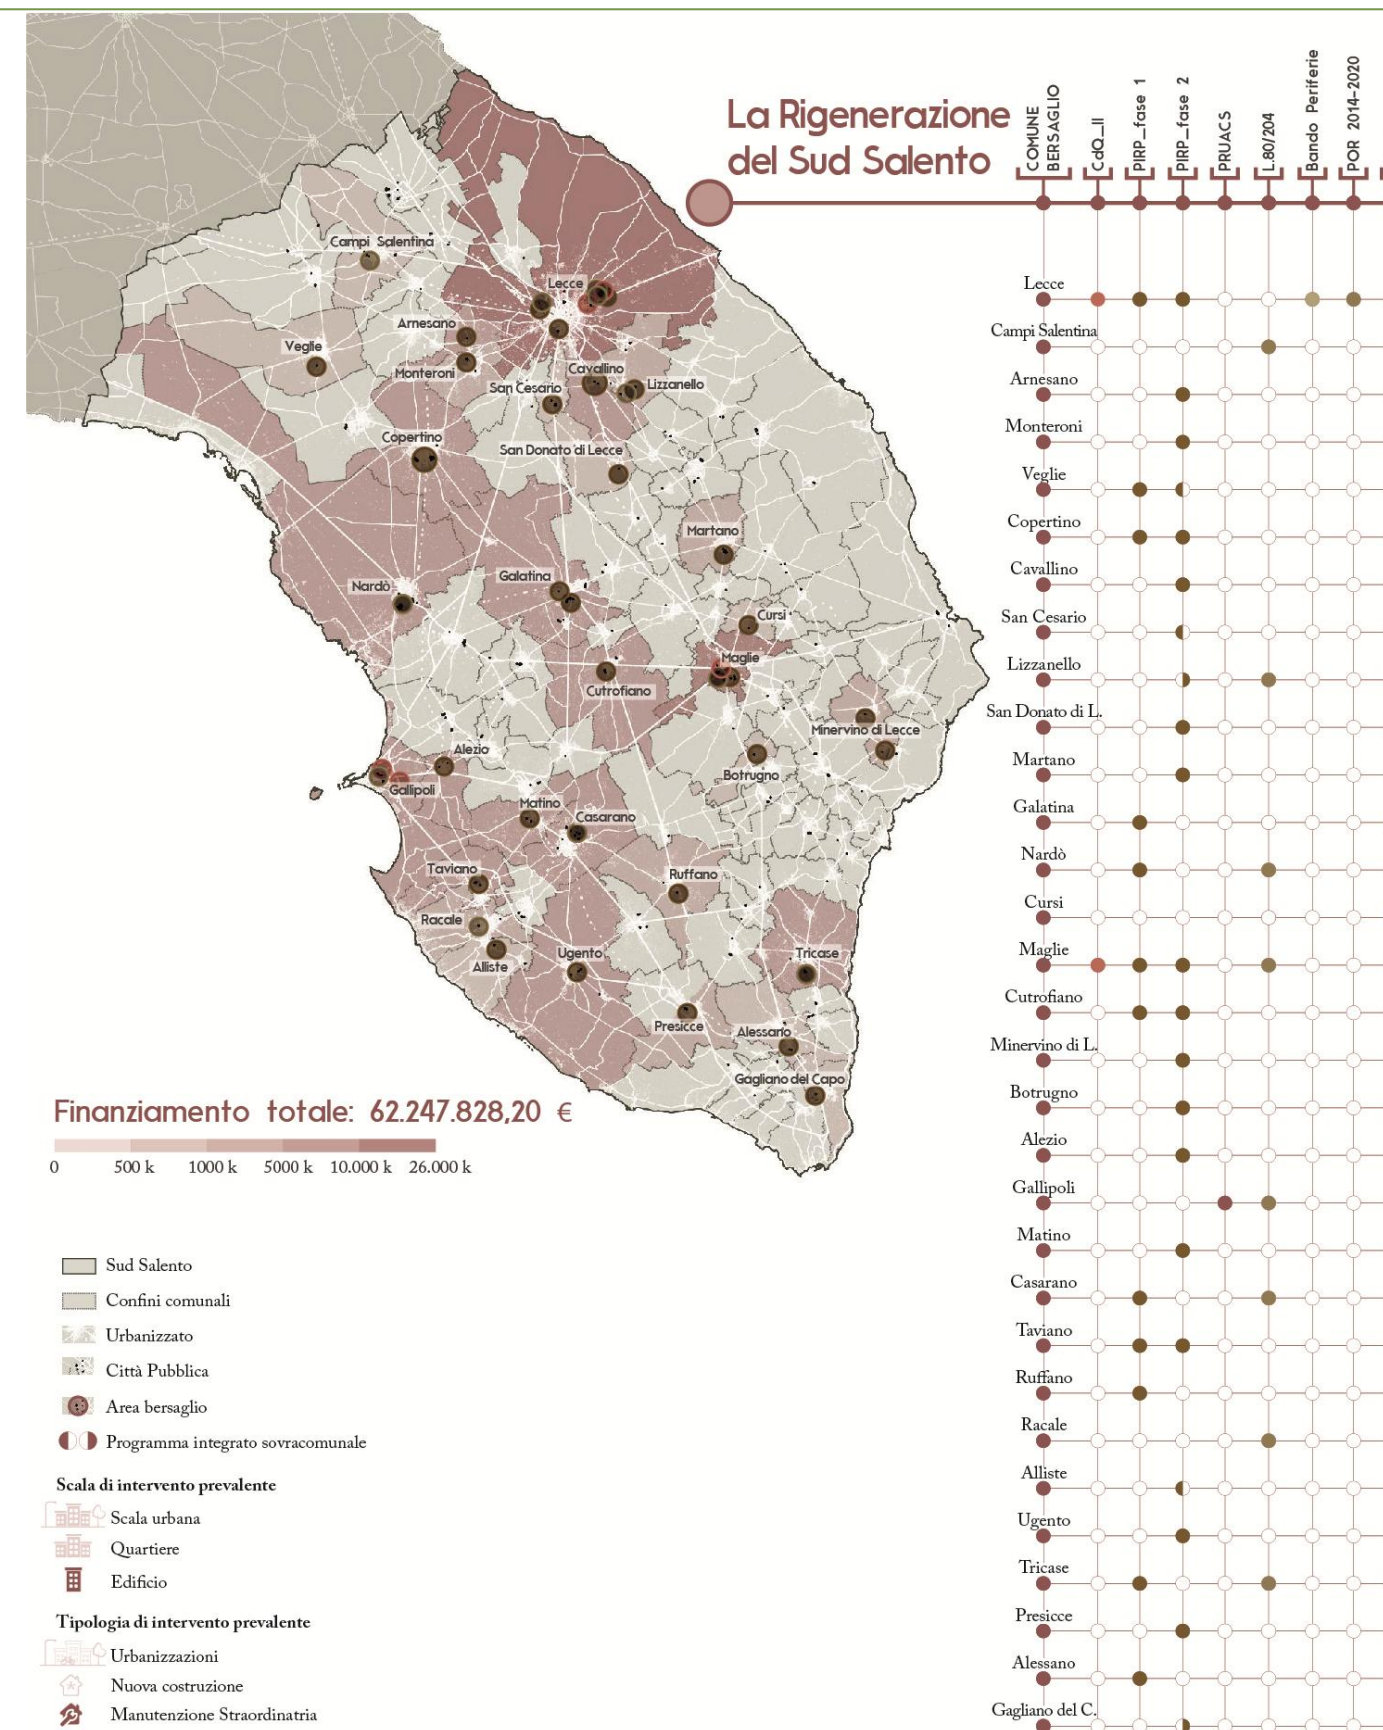 La Rigenerazione
del Sud Salento
COMUNE
BERSAGLIO
CdQ_II
PIRP_fase 1
PIRP_fase 2
PRUACS
L.80/204
Bando Periferie
POR 2014-2020
Campi Salentina
Lecce
Arnesano
Veglie
Monteroni
Cavallino
San Cesario
Lizzanello
Copertino
San Donato di Lecce
Martano
Nardò
Galatina
Cursi
Maglie
Cutrofiano
Minervino di Lecce
Alezio
Botrugno
Gallipoli
Matino
Casarano
Taviano
Ruffano
Racale
Alliste
Ugento
Tricase
Presicce
Alessano
Gagliano del Capo
Lecce
Campi Salentina
Arnesano
Monteroni
Veglie
Copertino
Cavallino
San Cesario
Lizzanello
San Donato di L.
Martano
Galatina
Nardò
Cursi
Maglie
Cutrofiano
Minervino di L.
Botrugno
Alezio
Gallipoli
Matino
Casarano
Taviano
Ruffano
Racale
Alliste
Ugento
Tricase
Presicce
Alessano
Gagliano del C.
Finanziamento totale: 62.247.828,20 €
0 500 k 1000 k 5000 k 10.000 k 26.000 k
Sud Salento
Confini comunali
Urbanizzato
Città Pubblica
Area bersaglio
Programma integrato sovracomunale
Scala di intervento prevalente
Scala urbana
Quartiere
Edificio
Tipologia di intervento prevalente
Urbanizzazioni
Nuova costruzione
Manutenzione Straordinatria